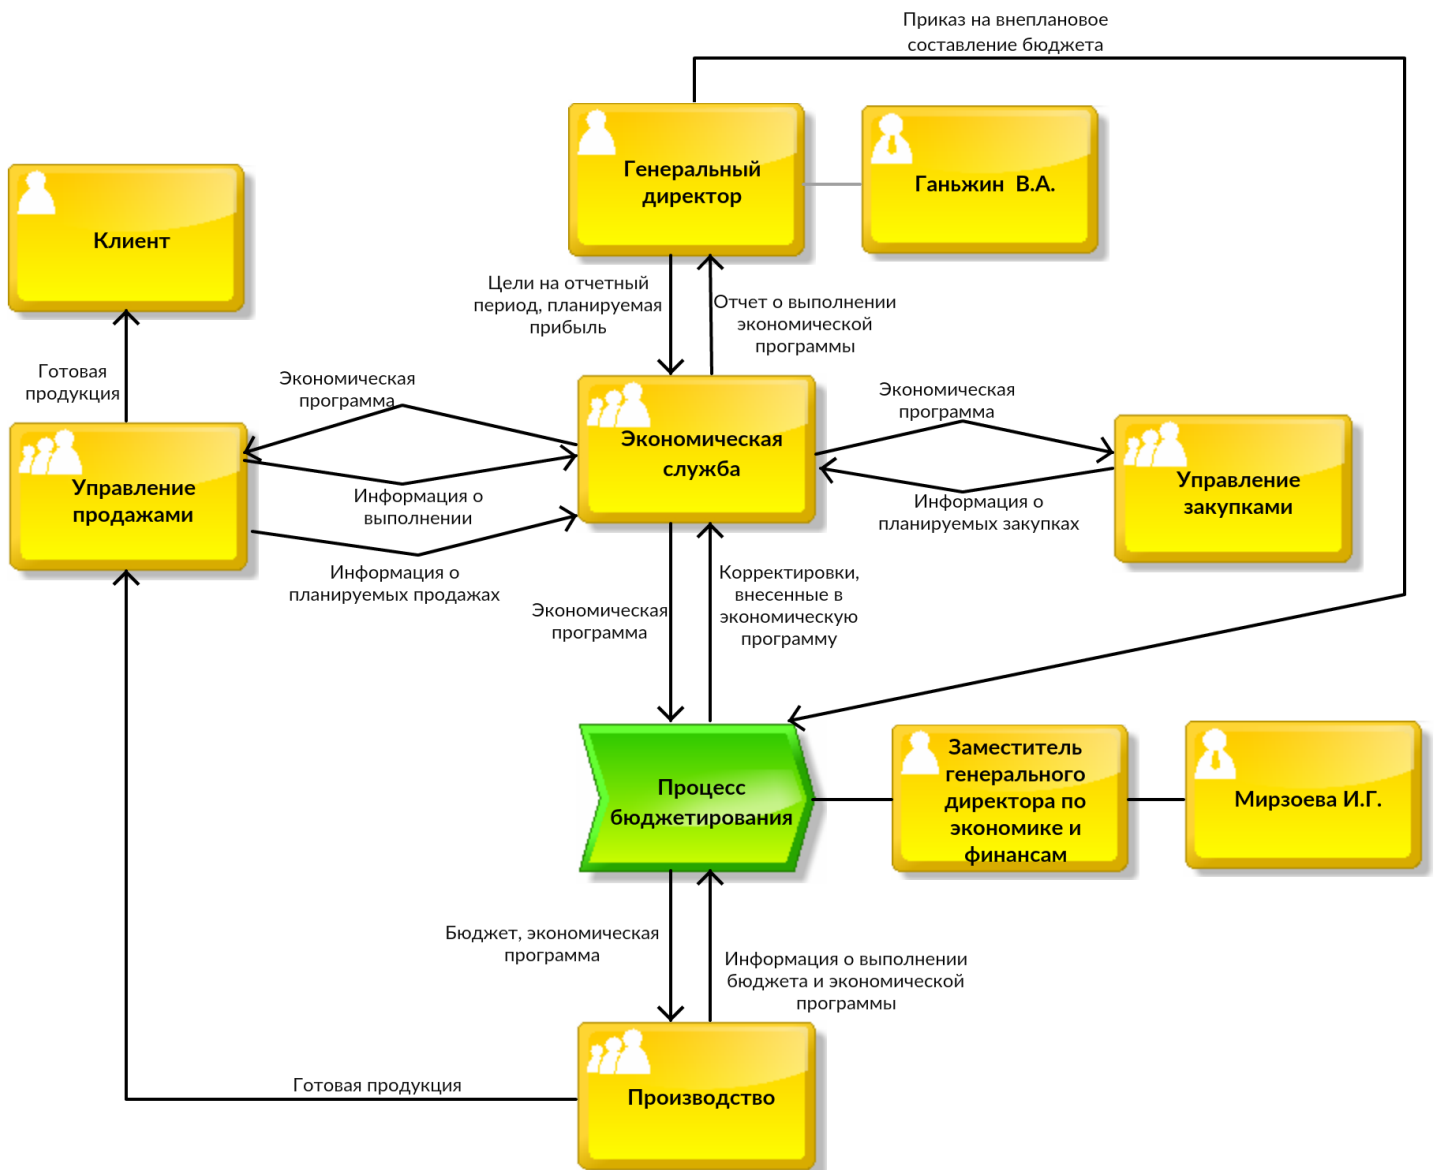 Приказ на внеплановое
составление бюджета
Генеральный
директор
Ганьжин В.А.
Клиент
Цели на отчетный
период, планируемая
прибыль
Отчет о выполнении
экономической
программы
Готовая
продукция
Экономическая
программа
Экономическая
служба
Экономическая
программа
Управление
продажами
Управление
закупками
Информация о
выполнении
Информация о
планируемых закупках
Информация о
планируемых продажах
Экономическая
программа
Корректировки,
внесенные в
экономическую
программу
Процесс
бюджетирования
Заместитель
генерального
директора по
экономике и
финансам
Мирзоева И.Г.
Бюджет, экономическая
программа
Информация о выполнении
бюджета и экономической
программы
Готовая продукция
Производство